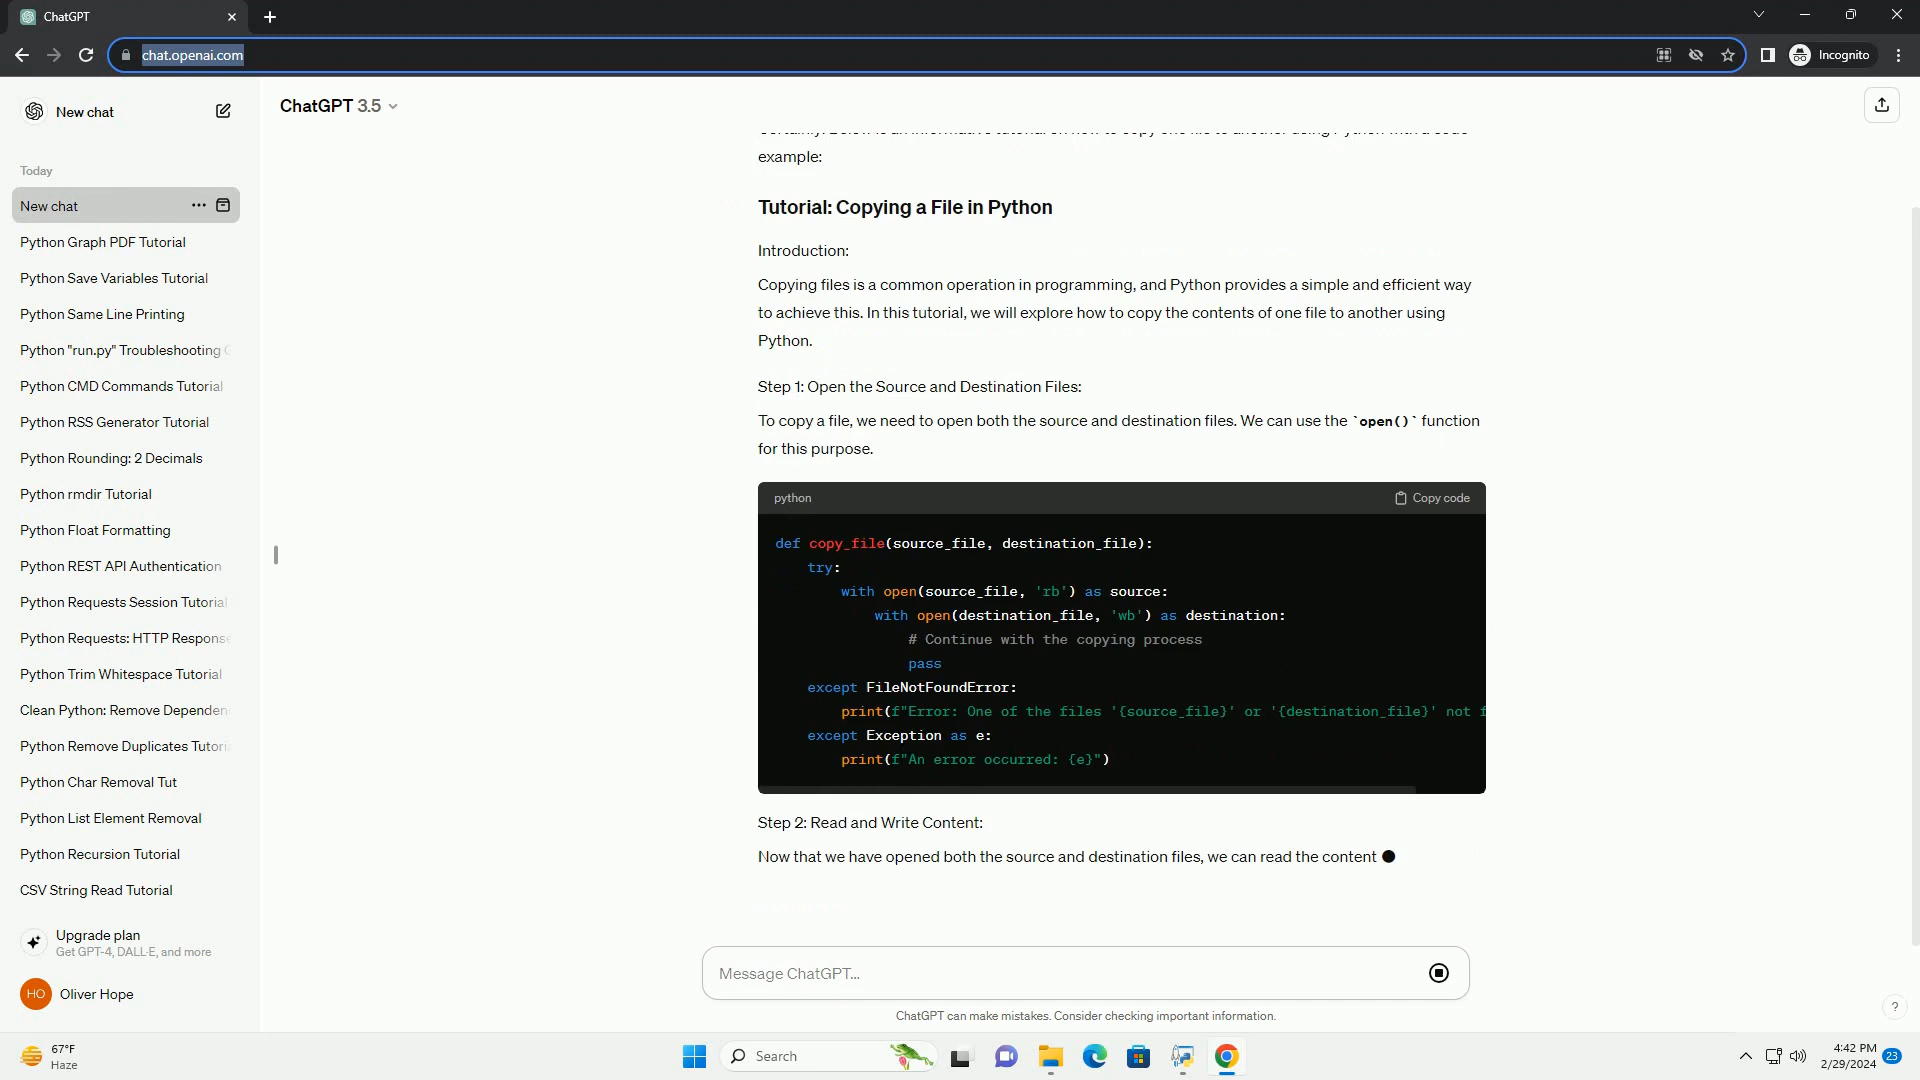 ChatGPT
chat.openai.com
Incognito
New chat
ChatGPT 3.5
Today
New chat
Python Graph PDF Tutorial
Python Save Variables Tutorial
Python Same Line Printing
Python "run.py" Troubleshooting
Python CMD Commands Tutorial
Python RSS Generator Tutorial
Python Rounding: 2 Decimals
Python rmdir Tutorial
Python Float Formatting
Python REST API Authentication
Python Requests Session Tutorial
Python Requests: HTTP Response
Python Trim Whitespace Tutorial
Clean Python: Remove Dependen
Python Remove Duplicates Tutori
Python Char Removal Tut
Python List Element Removal
Python Recursion Tutorial
CSV String Read Tutorial
Upgrade plan
Get GPT-4, DALL·E, and more
HO
Oliver Hope
example:
Tutorial: Copying a File in Python
Introduction:
Copying files is a common operation in programming, and Python provides a simple and efficient way
to achieve this. In this tutorial, we will explore how to copy the contents of one file to another using
Python.
Step 1: Open the Source and Destination Files:
To copy a file, we need to open both the source and destination files. We can use the `open()` function
for this purpose.
python
Copy code
def copy_file(source_file, destination_file):
try:
with open(source_file, 'rb') as source:
with open(destination_file, 'wb') as destination:
# Continue with the copying process
pass
except FileNotFoundError:
print(f"Error: One of the files '{source_file}' or '{destination_file}' not f
except Exception as e:
print(f"An error occurred: {e}")
Step 2: Read and Write Content:
Now that we have opened both the source and destination files, we can read the content
Message ChatGPT...
ChatGPT can make mistakes. Consider checking important information.
?
67°F
Haze
Search
4:42 PM
2/29/2024
23